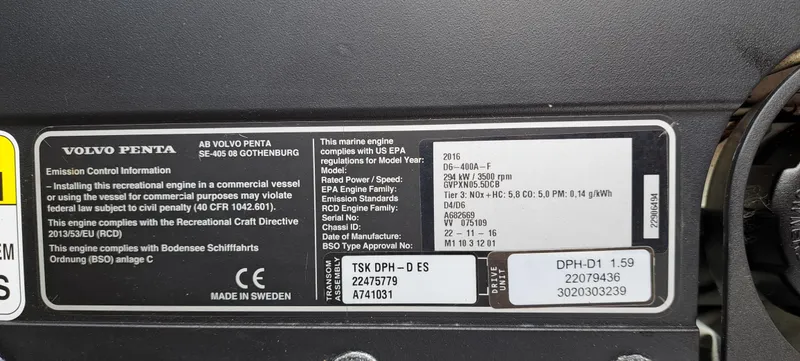 VOLVO PENTA
AB VOLVO PENTA
SE-405 08 GOTHENBURG
Emission Control Information
- Installing this recreational engine in a commercial vessel
or using the vessel for commercial purposes may violate
federal law subject to civil penalty (40 CFR 1042.601).
This engine complies with the Recreational Craft Directive
2013/53/EU (RCD)
This engine complies with Bodensee Schifffahrts
Ordnung (BSO) anlage C
CE
MADE IN SWEDEN
This marine engine
complies with US EPA
regulations for Model Year: 2016
Model: D6-400A-F
Rated Power / Speed: 294 kW / 3500 rpm
EPA Engine Family: GVPXN05.5DCB
Emission Standards Tier 3: NOx+HC: 5,8 CO: 5,0 PM: 0,14 g/kWh
RCD Engine Family: D4/D6
Serial No: A682669
Chassi ID: VV 075109
Date of Manufacture: 22-11-16
BSO Type Approval No: M1 10 3 12 01
22906494
TRANSOM ASSEMBLY
TSK DPH-D ES
22475779
A741031
DRIVE UNIT
DPH-D1 1.59
22079436
3020303239
EM
S